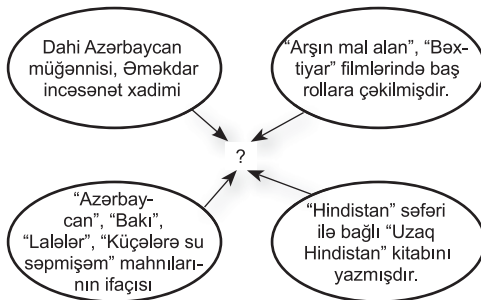 Dahi Azərbaycan
müğənnisi, Əməkdar
incəsənət xadimi
“Arşın mal alan”, “Bəx-
tiyar” filmlərində baş
rollara çəkilmişdir.
?
“Azərbay-
can”, “Bakı”,
“Lalələr”, “Küçələrə su
səpmişəm” mahnıları-
nın ifaçısı
“Hindistan” səfəri
ilə bağlı “Uzaq
Hindistan” kitabını
yazmışdır.